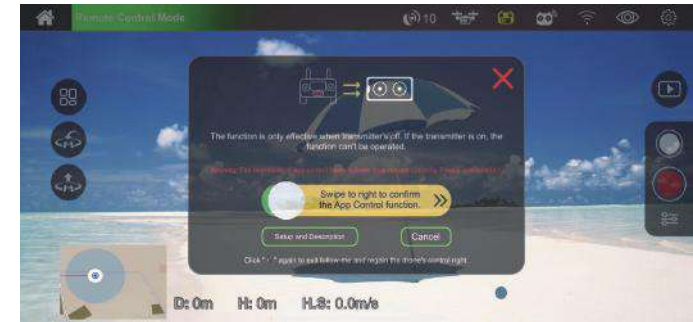 Remote Control Mode
10
The function is only effective when transmitter's off. If the transmitter is on, the
function can't be operated.
Swipe to right to confirm
the App Control function.
Setup and Description
Cancel
Click " " again to exit follow me and regain the drone's control right.
D: 0m
H: 0m
H.S: 0.0m/s